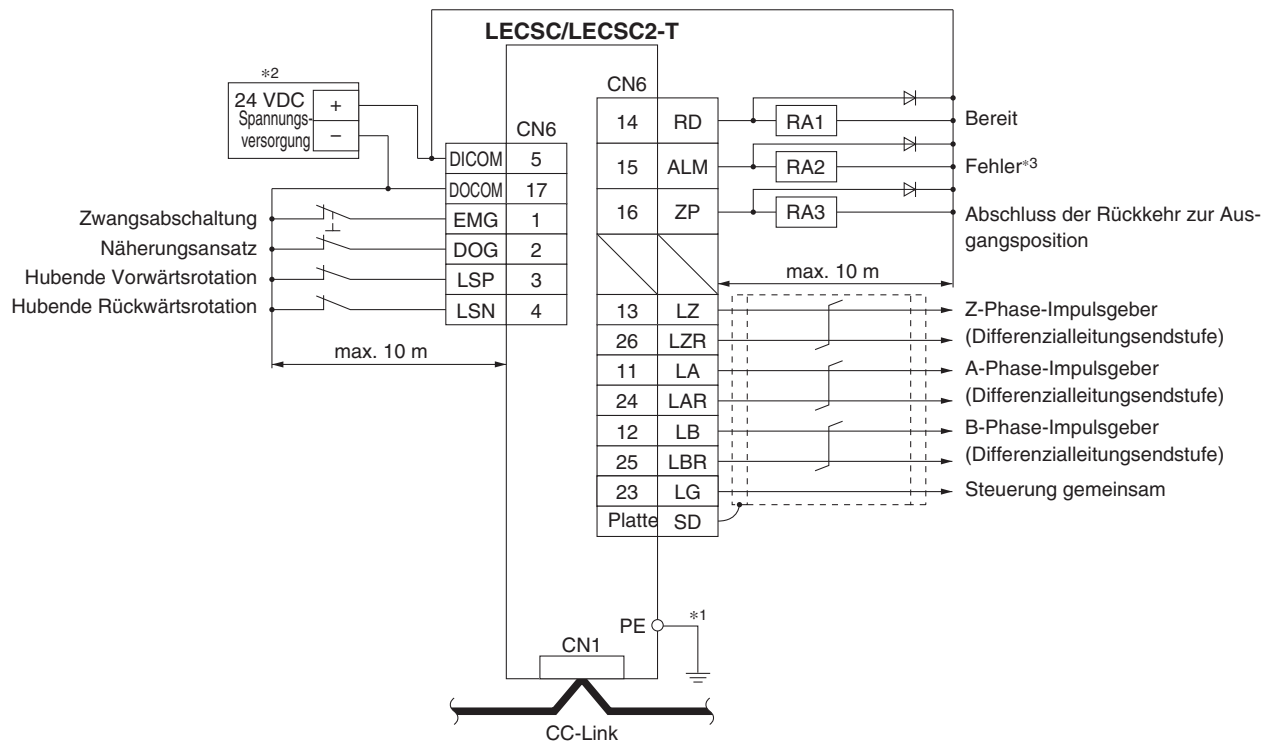 LECSC/LECSC2-T
*2
24 VDC
Spannungs-
versorgung
+
−
CN6
DICOM 5
DOCOM 17
Zwangsabschaltung EMG 1
Näherungsansatz DOG 2
Hubende Vorwärtsrotation LSP 3
Hubende Rückwärtsrotation LSN 4
max. 10 m
CN6
14 RD RA1 Bereit
15 ALM RA2 Fehler*3
16 ZP RA3 Abschluss der Rückkehr zur Aus-
gangsposition
max. 10 m
13 LZ Z-Phase-Impulsgeber
26 LZR (Differenzialleitungsendstufe)
11 LA A-Phase-Impulsgeber
24 LAR (Differenzialleitungsendstufe)
12 LB B-Phase-Impulsgeber
25 LBR (Differenzialleitungsendstufe)
23 LG Steuerung gemeinsam
Platte SD
PE *1
CN1
CC-Link